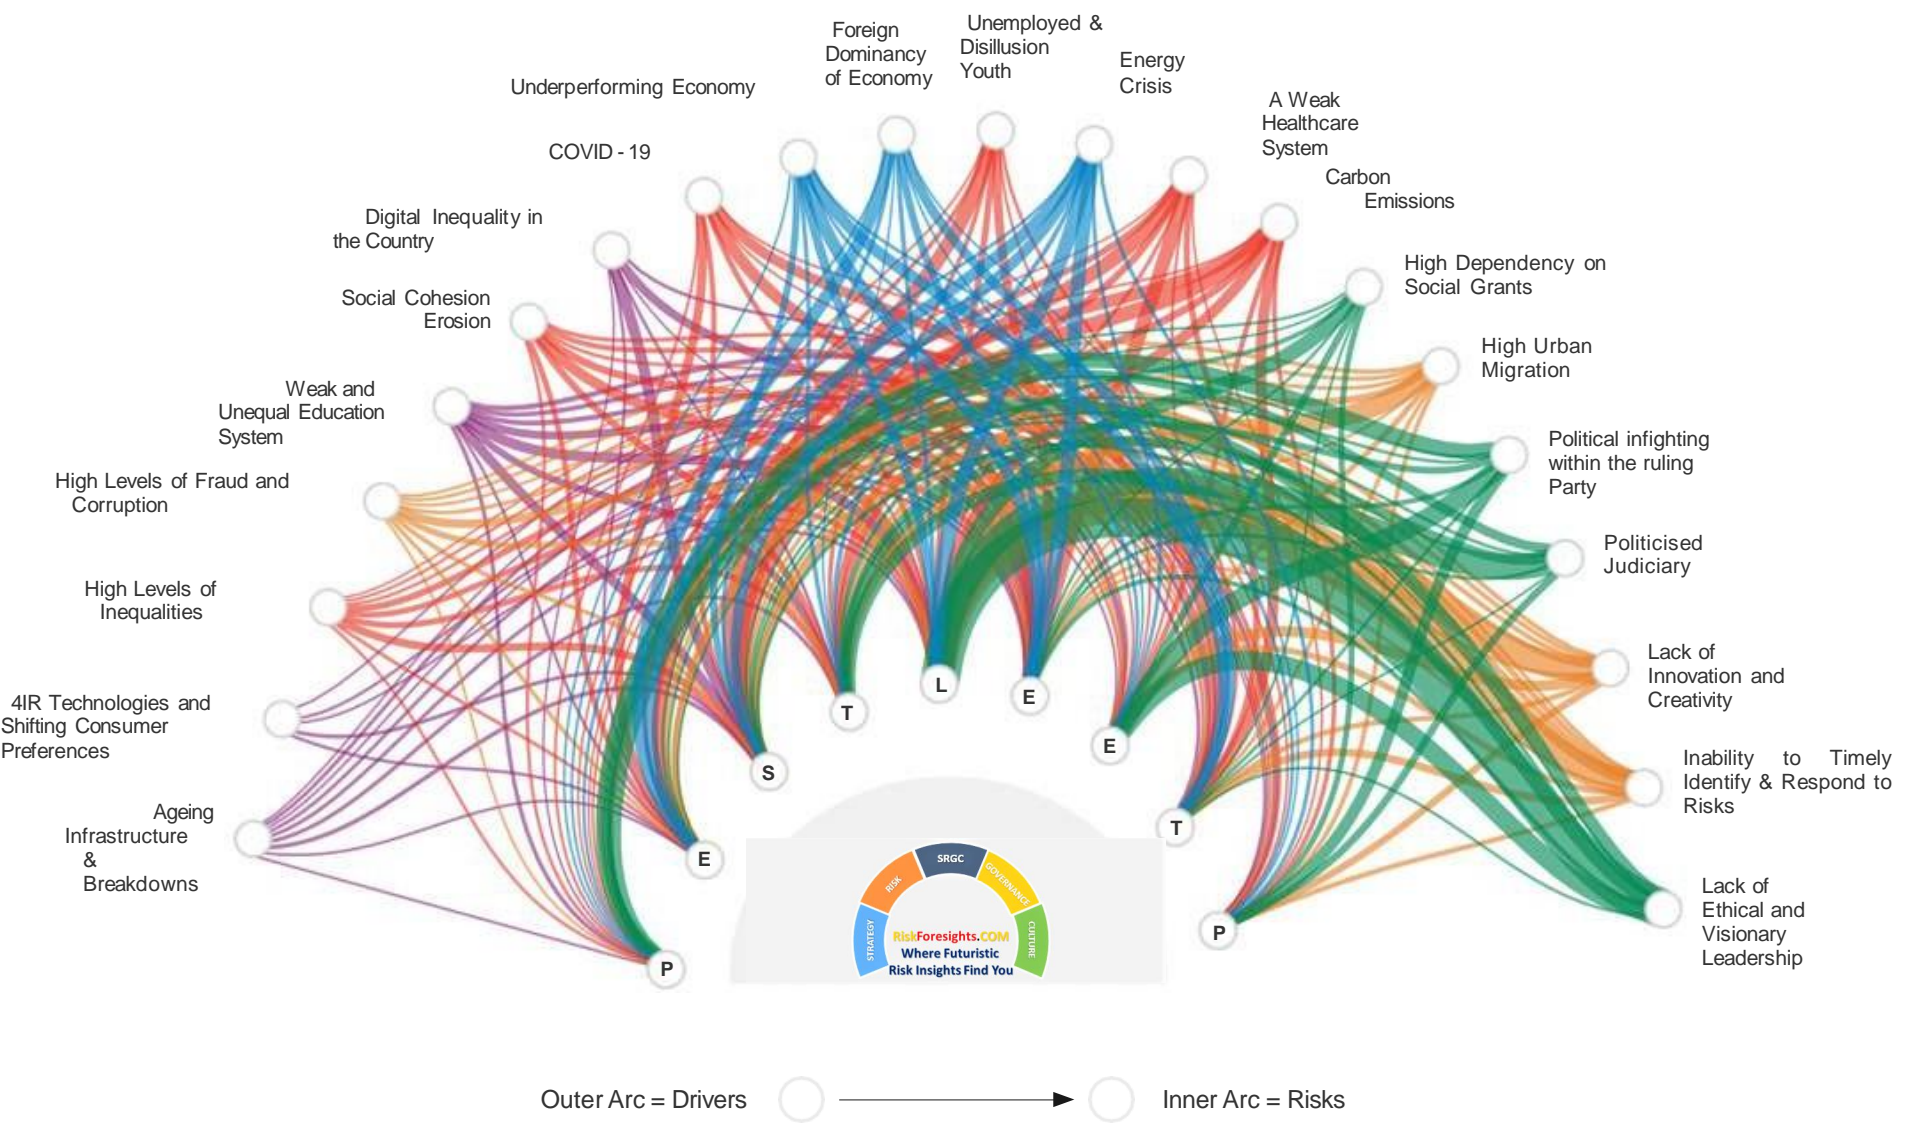 Foreign
Dominancy
of Economy
Unemployed &
Disillusion
Youth
Energy
Crisis
Underperforming Economy
A Weak
Healthcare
System
COVID - 19
Carbon
Emissions
Digital Inequality in
the Country
High Dependency on
Social Grants
Social Cohesion
Erosion
High Urban
Migration
Weak and
Unequal Education
System
Political infighting
within the ruling
Party
High Levels of Fraud and
Corruption
Politicised
Judiciary
High Levels of
Inequalities
Lack of
Innovation and
Creativity
4IR Technologies and
Shifting Consumer
Preferences
Inability to Timely
Identify & Respond to
Risks
Ageing
Infrastructure
&
Breakdowns
Lack of
Ethical and
Visionary
Leadership
P
E
S
T
L
E
E
T
P
STRATEGY
RISK
SRGC
GOVERNANCE
CULTURE
RiskForesights.COM
Where Futuristic
Risk Insights Find You
Outer Arc = Drivers
Inner Arc = Risks